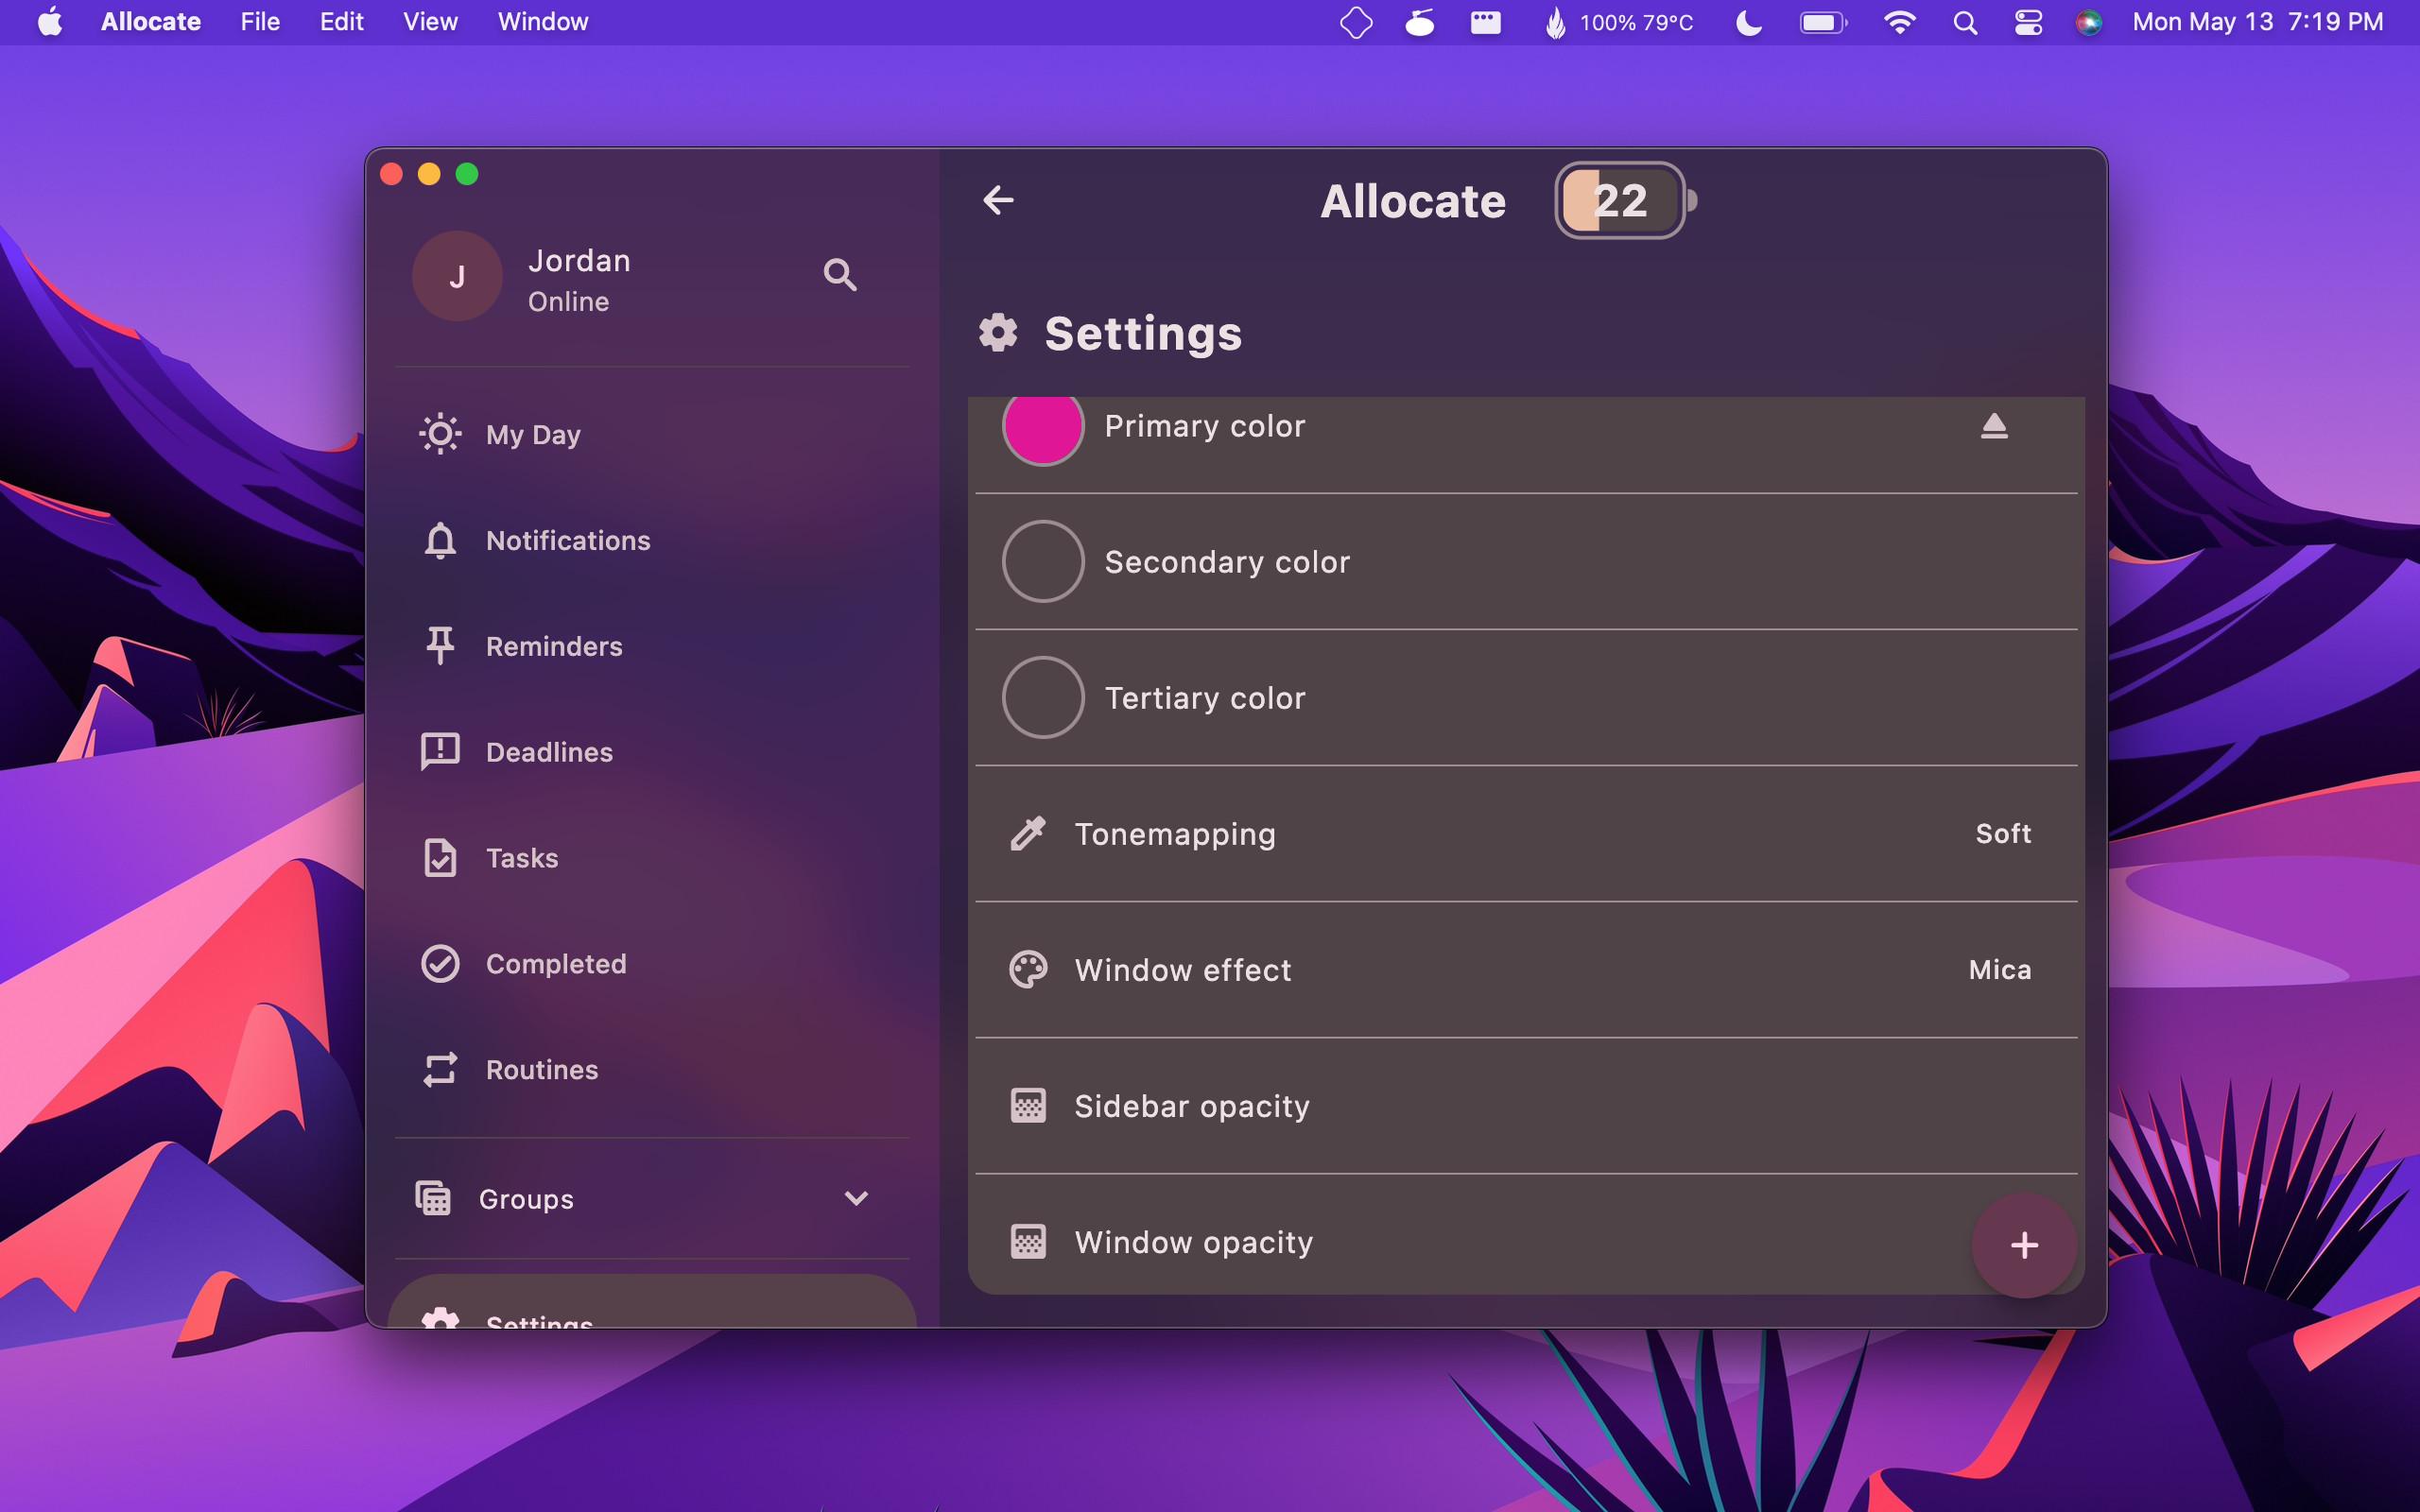 Allocate File Edit View Window 100% 79°C Mon May 13 7:19 PM
Allocate 22
J Jordan
Online
Settings
My Day
Notifications
Reminders
Deadlines
Tasks
Completed
Routines
Groups
Settings
Primary color
Secondary color
Tertiary color
Tonemapping Soft
Window effect Mica
Sidebar opacity
Window opacity